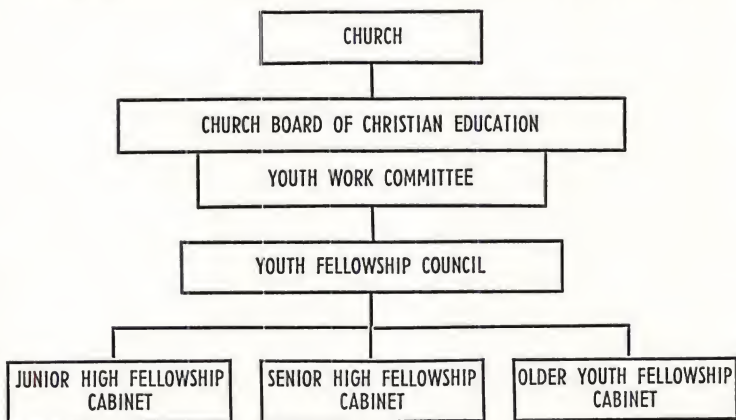 CHURCH
CHURCH BOARD OF CHRISTIAN EDUCATION
YOUTH WORK COMMITTEE
YOUTH FELLOWSHIP COUNCIL
JUNIOR HIGH FELLOWSHIP
CABINET
SENIOR HIGH FELLOWSHIP
CABINET
OLDER YOUTH FELLOWSHIP
CABINET